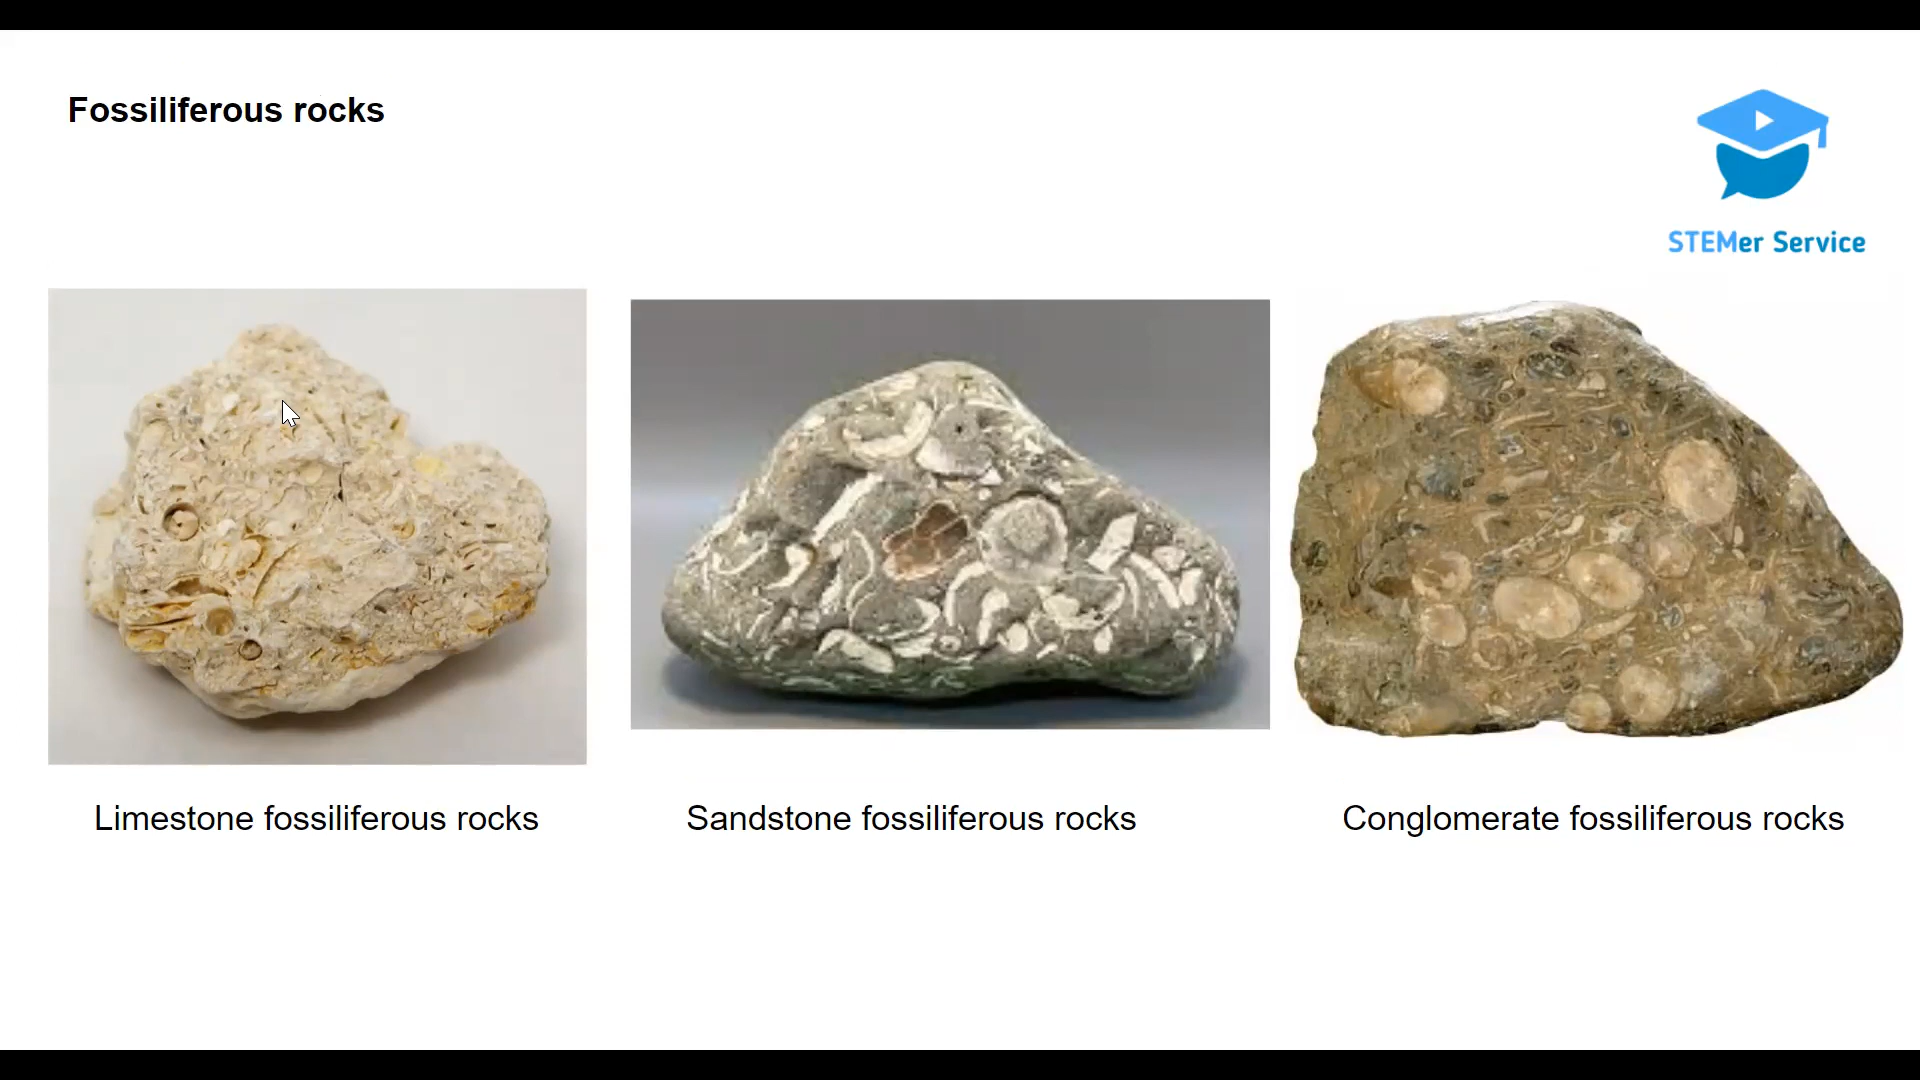 Fossiliferous rocks
STEMer Service
Limestone fossiliferous rocks
Sandstone fossiliferous rocks
Conglomerate fossiliferous rocks